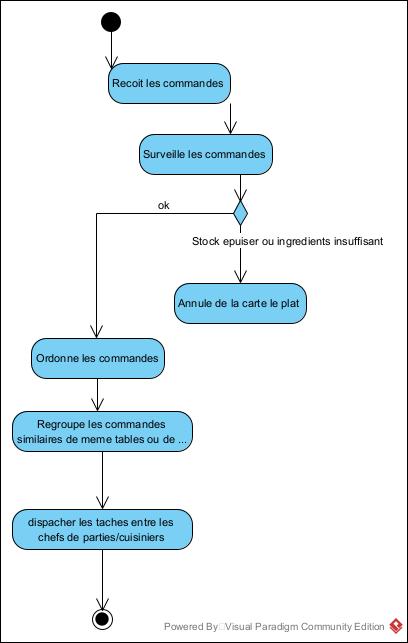 Recoit les commandes
Surveille les commandes
ok
Stock epuiser ou ingredients insuffisant
Annule de la carte le plat
Ordonne les commandes
Regroupe les commandes
similaires de meme tables ou de ...
dispacher les taches entre les
chefs de parties/cuisiniers
Powered By Visual Paradigm Community Edition